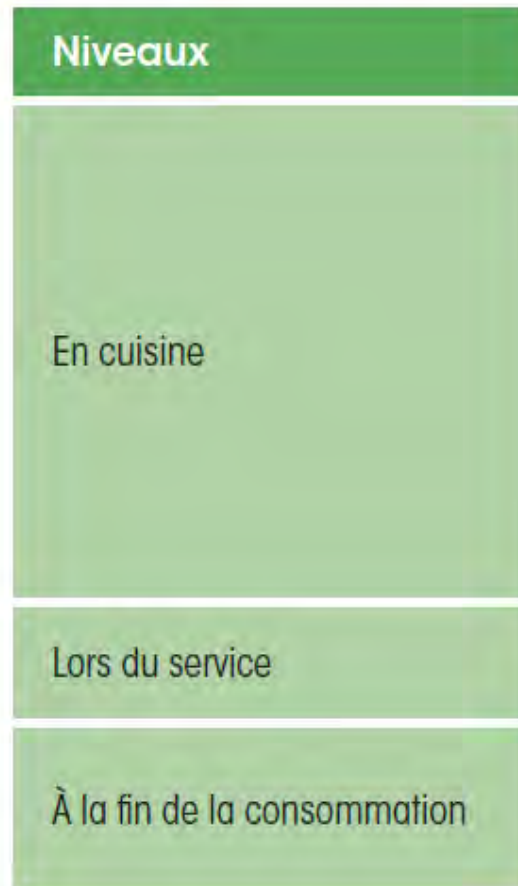 Niveaux
En cuisine
Lors du service
À la fin de la consommation